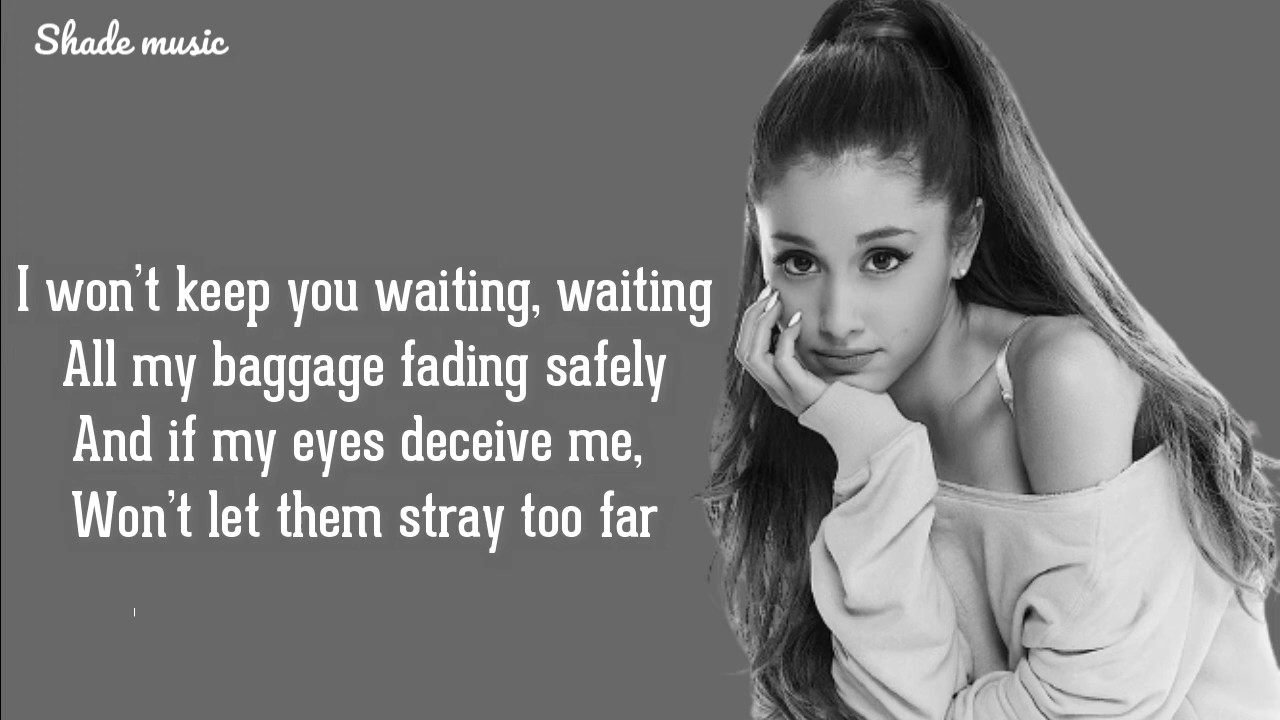 Shade music
I won't keep you waiting, waiting
All my baggage fading safely
And if my eyes deceive me,
Won't let them stray too far